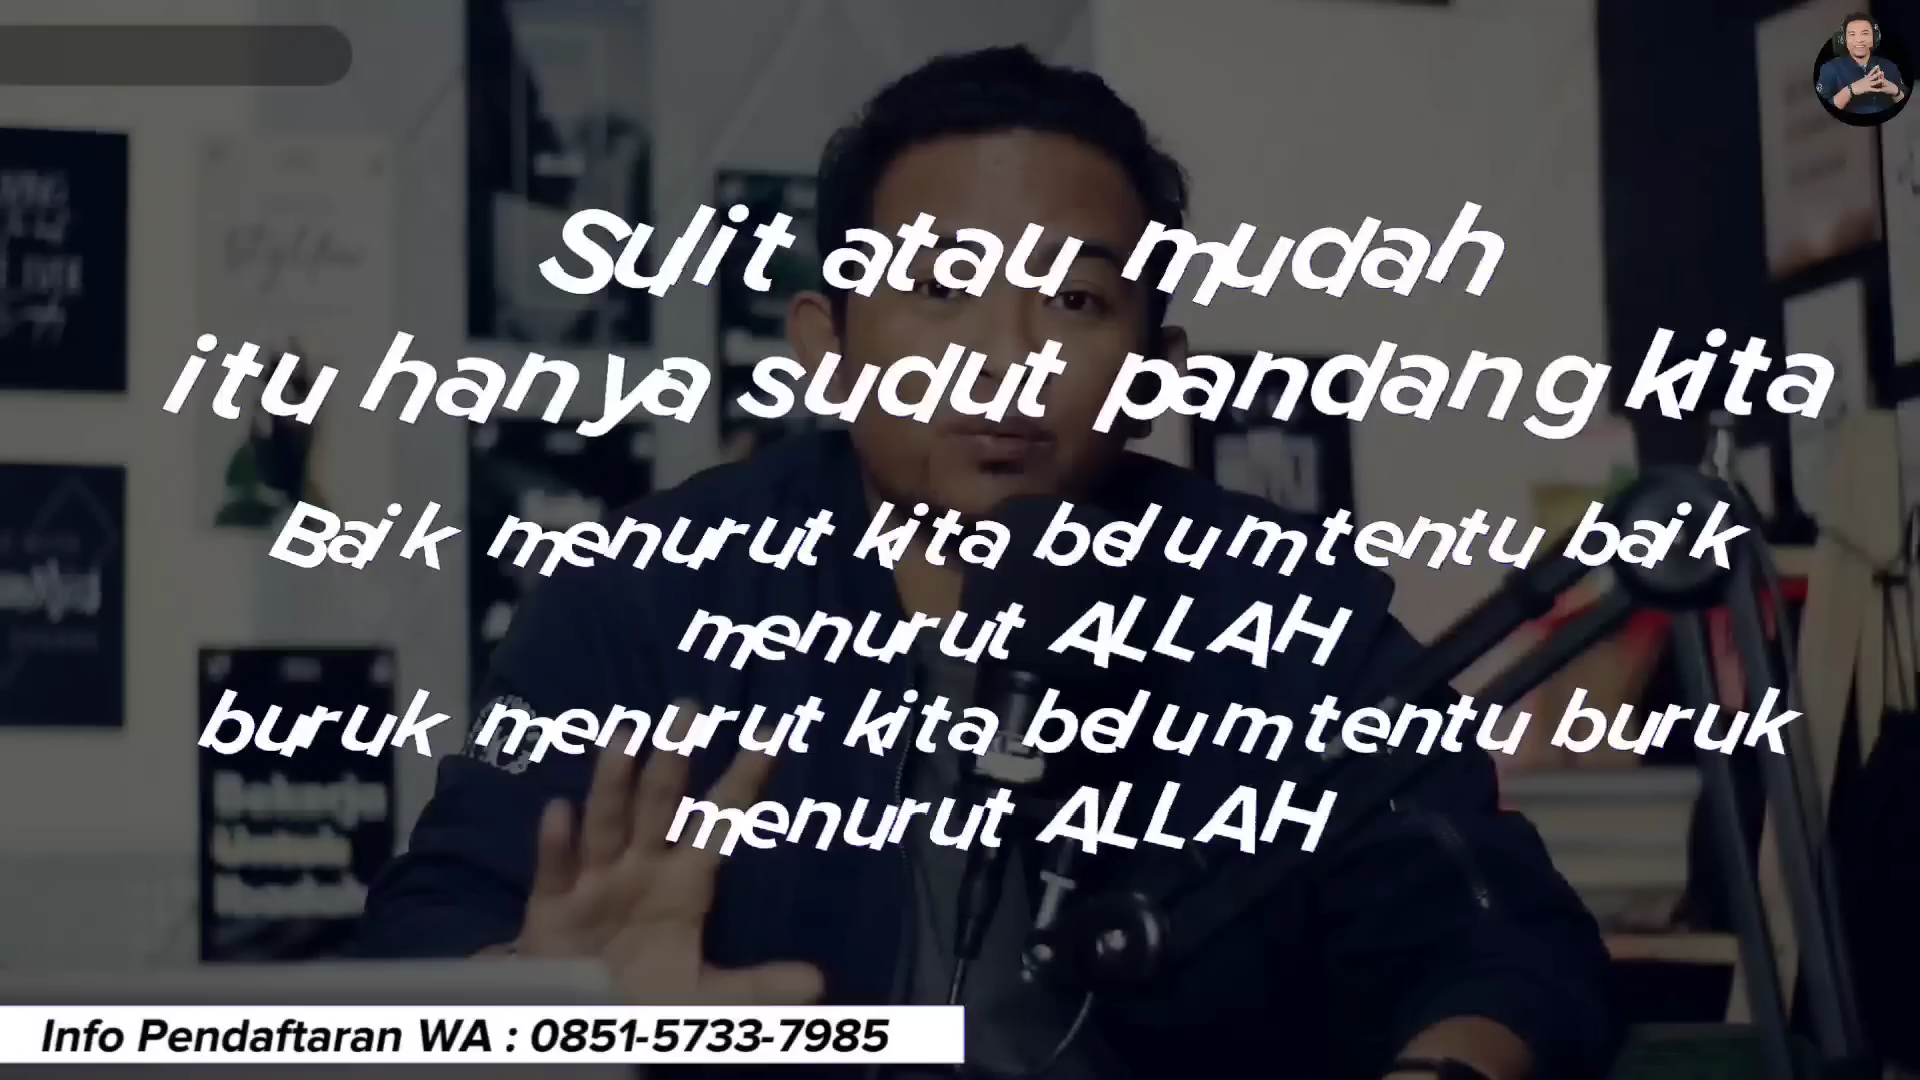 Sulit atau mudah
itu hanya sudut pandang kita
Baik menurut kita belum tentu baik
menurut ALLAH
buruk menurut kita belum tentu buruk
menurut ALLAH
Bekerja
Info Pendaftaran WA : 0851-5733-7985